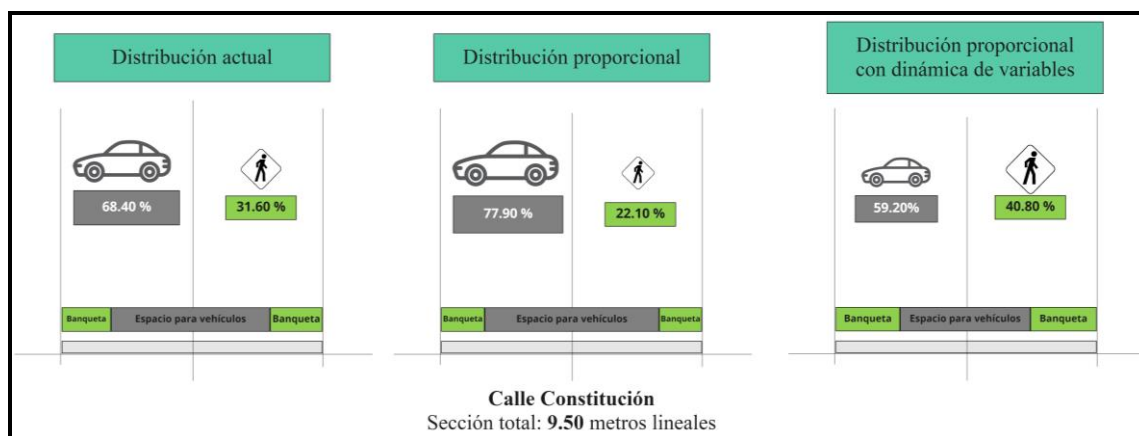 Distribución actual
68.40 %
31.60 %
Banqueta
Espacio para vehículos
Banqueta
Distribución proporcional
77.90 %
22.10 %
Banqueta
Espacio para vehículos
Banqueta
Distribución proporcional
con dinámica de variables
59.20%
40.80 %
Banqueta
Espacio para vehículos
Banqueta
Calle Constitución
Sección total: 9.50 metros lineales